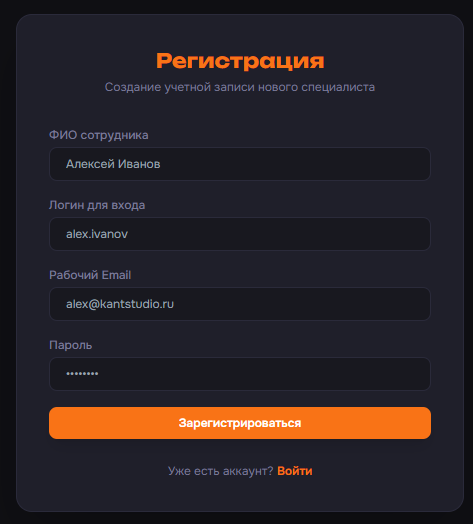 Регистрация
Создание учетной записи нового специалиста
ФИО сотрудника
Алексей Иванов
Логин для входа
alex.ivanov
Рабочий Email
alex@kantstudio.ru
Пароль
••••••••
Зарегистрироваться
Уже есть аккаунт? Войти